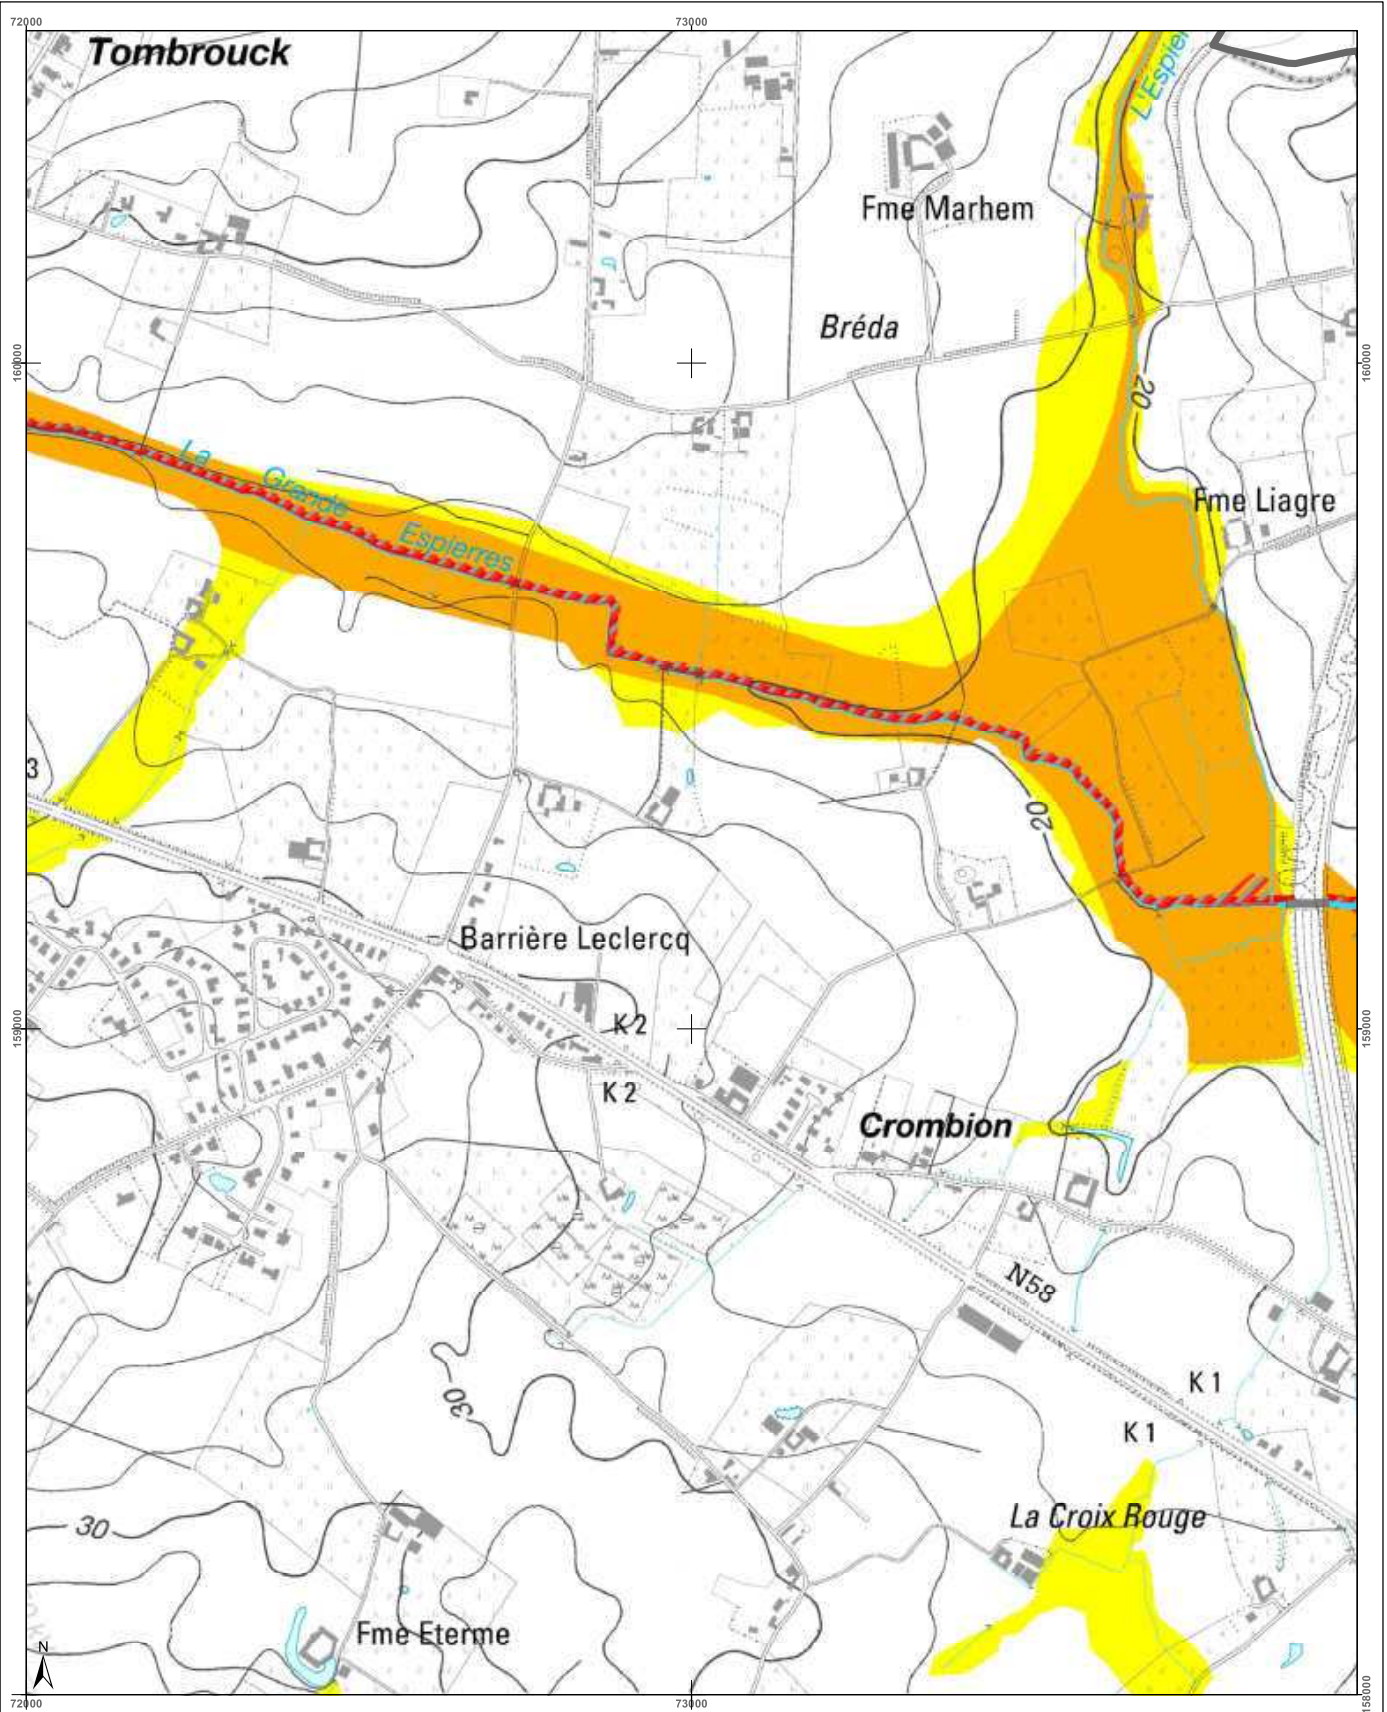 72000
73000
Tombrouck
L'Espier
Fme Marhem
Bréda
160000
160000
20
La Grande Espierres
Fme Liagre
3
20
Barrière Leclercq
159000
K 2
159000
K 2
Crombion
N58
K 1
30
K 1
La Croix Rouge
30
Fme Eterme
N
158000
72000
73000